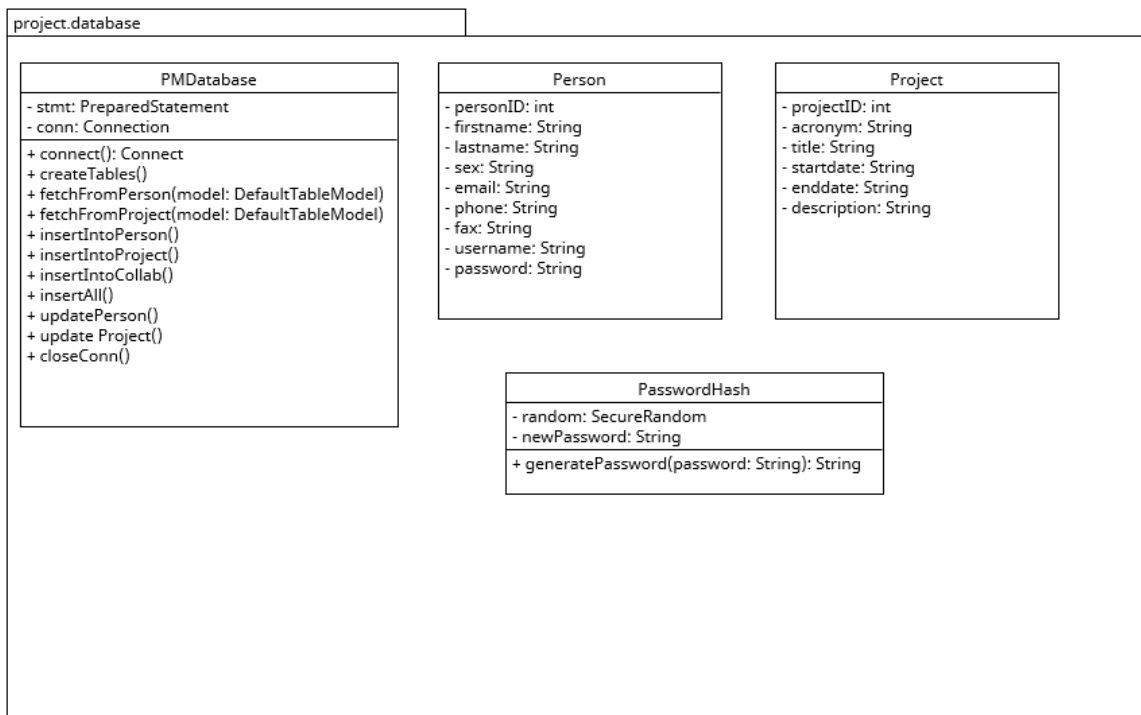 project.database
PMDatabase
- stmt: PreparedStatement
- conn: Connection
+ connect(): Connect
+ createTables()
+ fetchFromPerson(model: DefaultTableModel)
+ fetchFromProject(model: DefaultTableModel)
+ insertIntoPerson()
+ insertIntoProject()
+ insertIntoCollab()
+ insertAll()
+ updatePerson()
+ update Project()
+ closeConn()
Person
- personID: int
- firstname: String
- lastname: String
- sex: String
- email: String
- phone: String
- fax: String
- username: String
- password: String
Project
- projectID: int
- acronym: String
- title: String
- startdate: String
- enddate: String
- description: String
PasswordHash
- random: SecureRandom
- newPassword: String
+ generatePassword(password: String): String